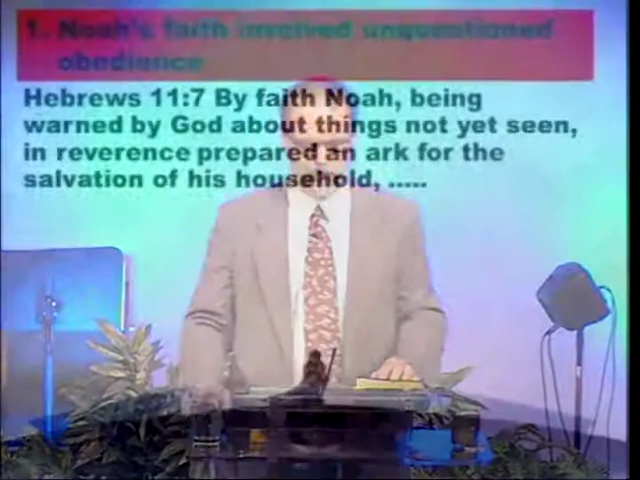 1. Noah's faith involved unquestioned
obedience
Hebrews 11:7 By faith Noah, being
warned by God about things not yet seen,
in reverence prepared an ark for the
salvation of his household, .....